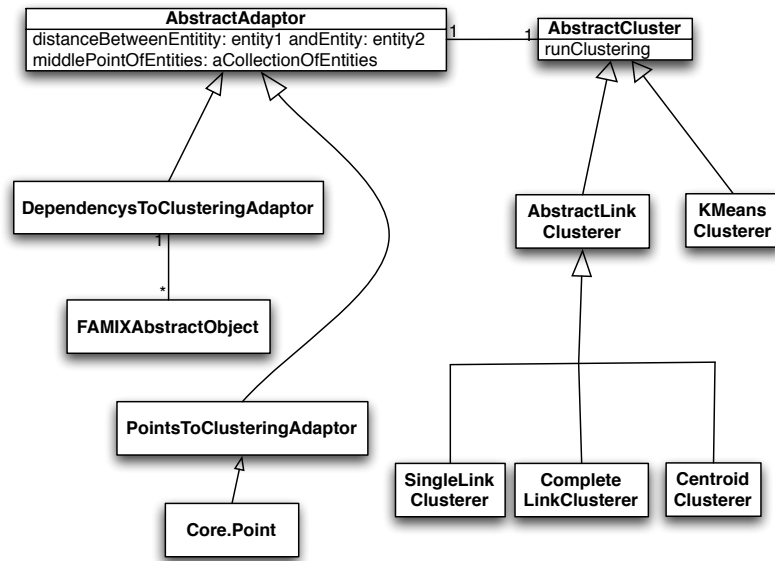 AbstractAdaptor
distanceBetweenEntitity: entity1 andEntity: entity2
middlePointOfEntities: aCollectionOfEntities
1
1
AbstractCluster
runClustering
DependencysToClusteringAdaptor
1
*
FAMIXAbstractObject
AbstractLink
Clusterer
KMeans
Clusterer
PointsToClusteringAdaptor
Core.Point
SingleLink
Clusterer
Complete
LinkClusterer
Centroid
Clusterer